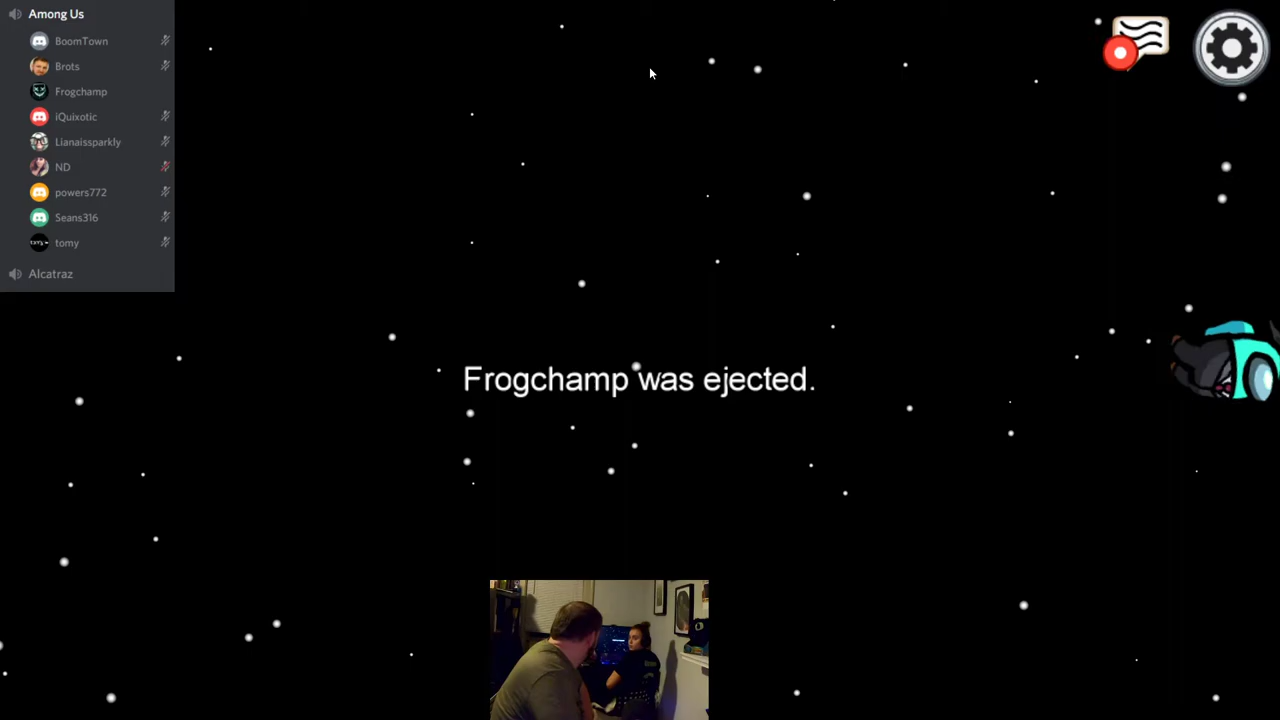 Among Us
BoomTown
Brots
Frogchamp
iQuixotic
Lianaissparkly
ND
powers772
Seans316
tomy
Alcatraz
Frogchamp was ejected.